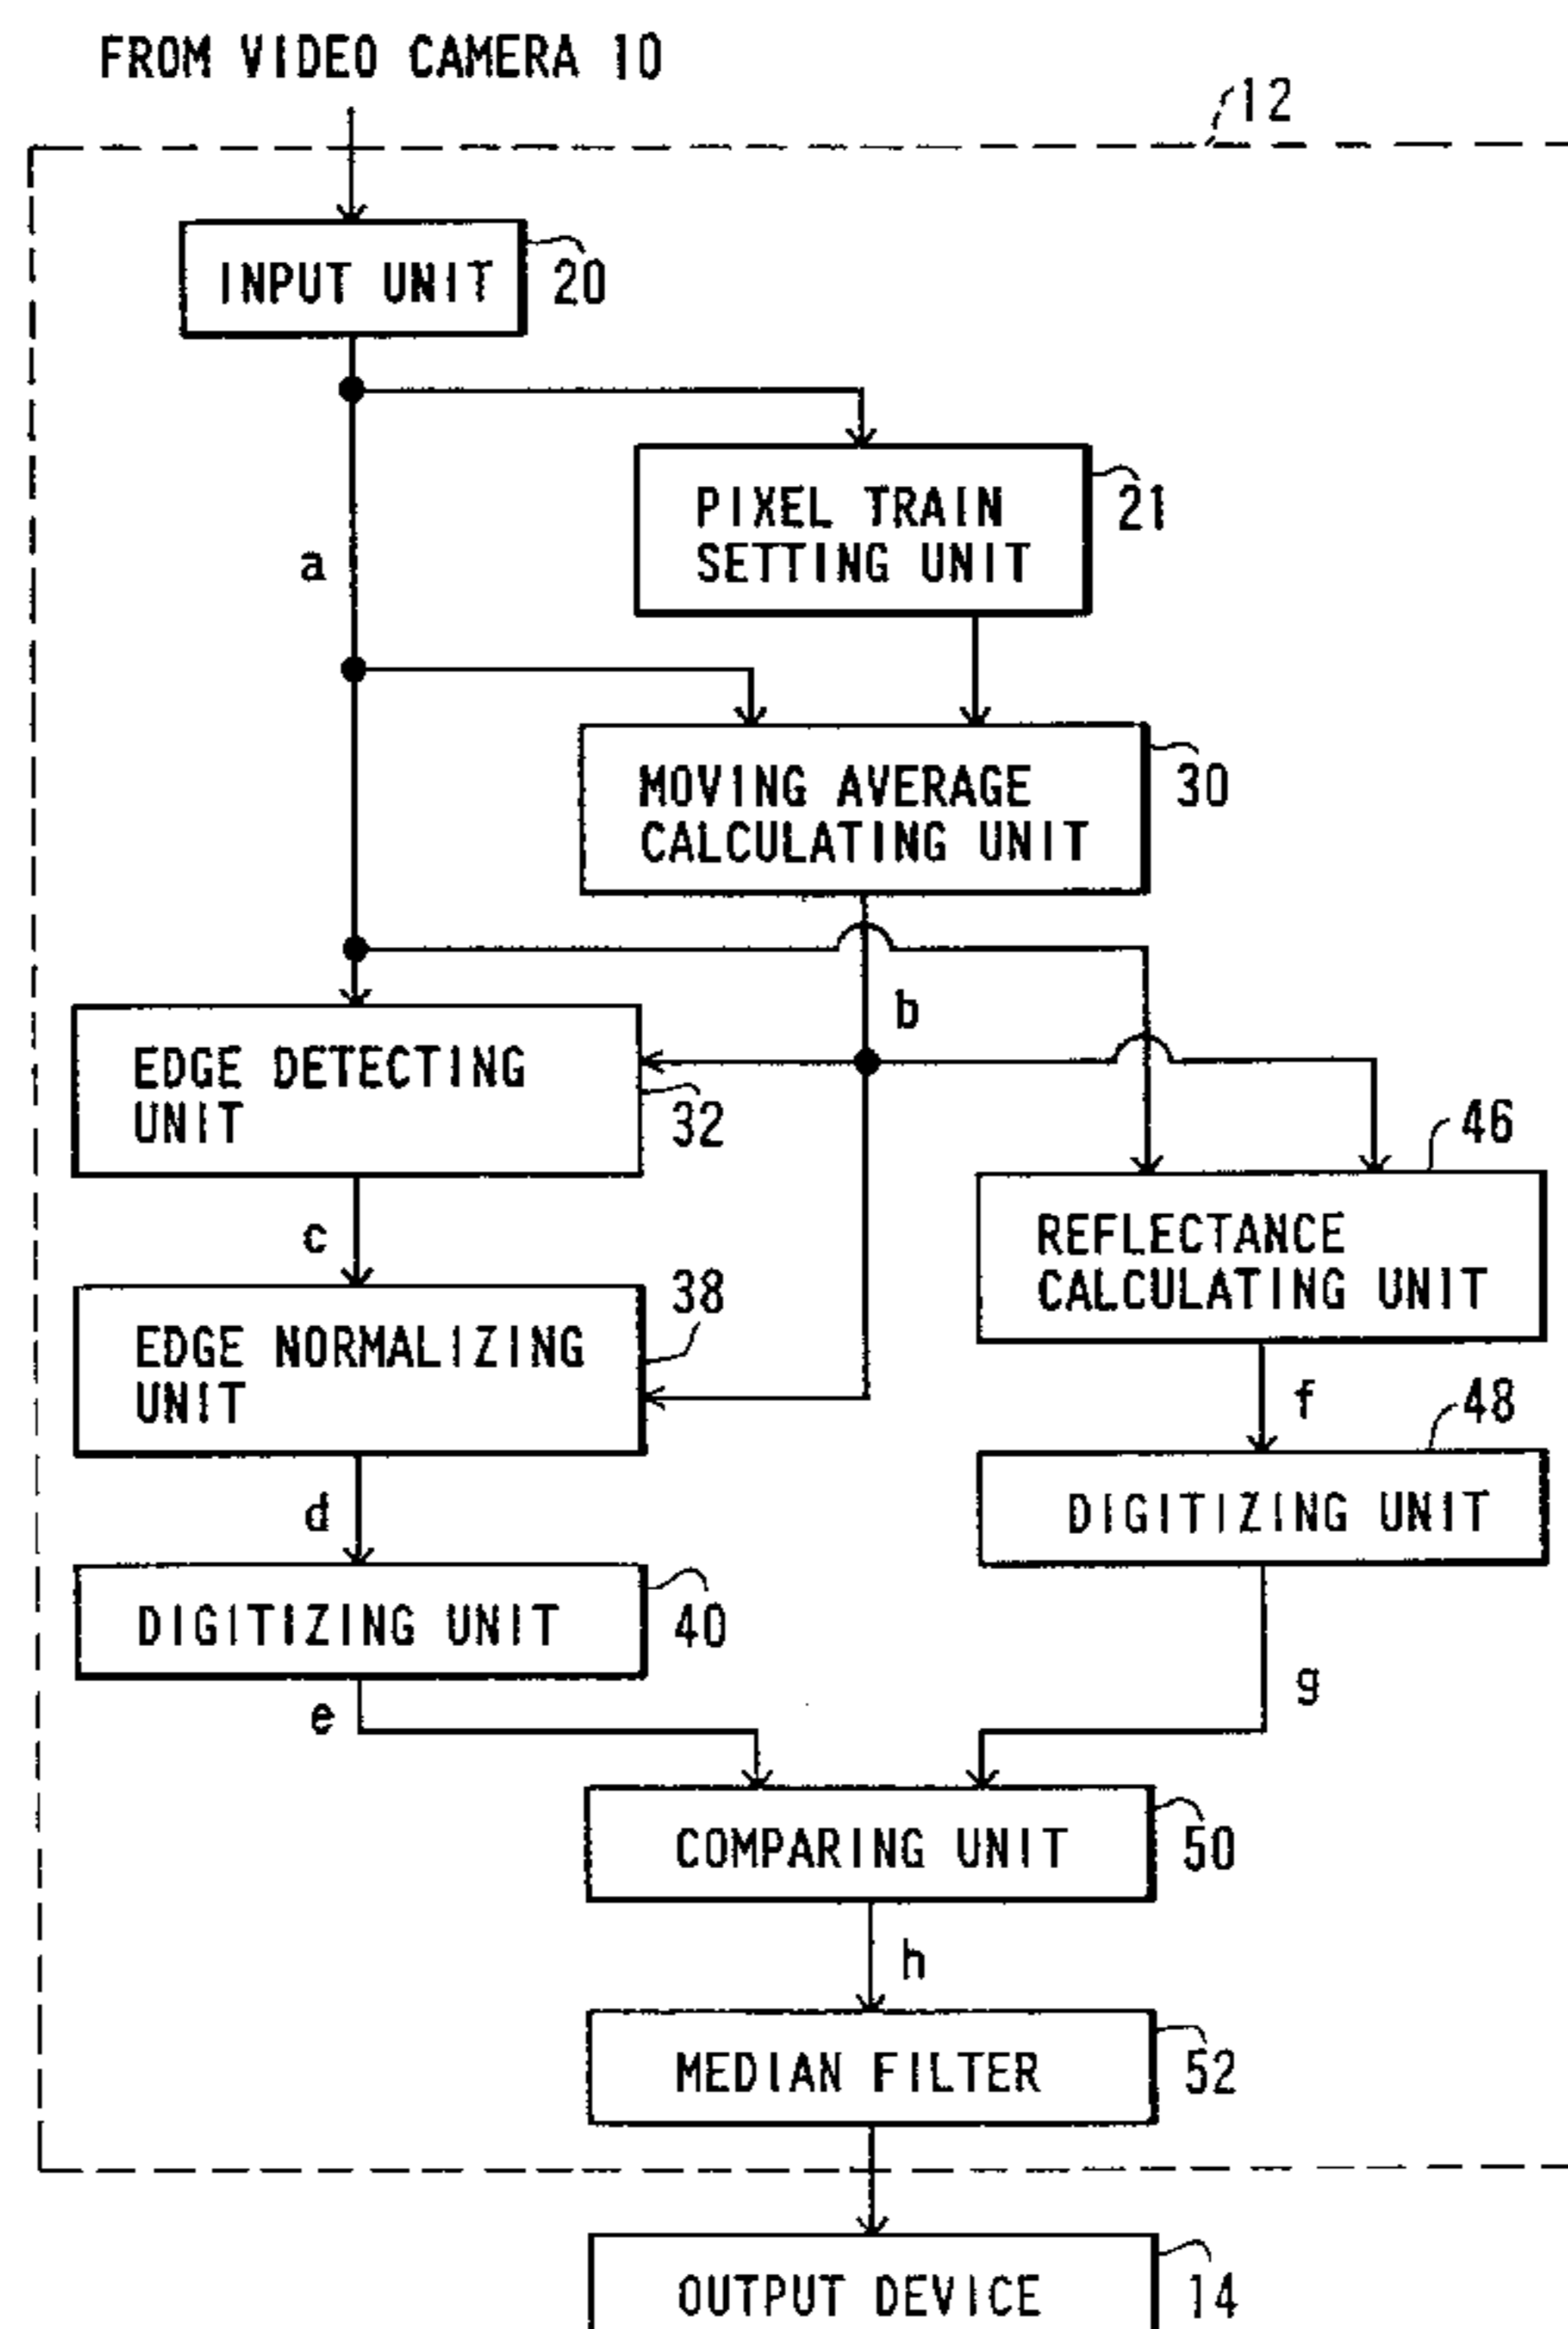 FROM VIDEO CAMERA 10
12
INPUT UNIT
20
PIXEL TRAIN
SETTING UNIT
21
a
MOVING AVERAGE
CALCULATING UNIT
30
b
EDGE DETECTING
UNIT
32
46
REFLECTANCE
CALCULATING UNIT
c
38
EDGE NORMALIZING
UNIT
f
48
DIGITIZING UNIT
d
DIGITIZING UNIT
40
e
g
COMPARING UNIT
50
h
MEDIAN FILTER
52
OUTPUT DEVICE
14